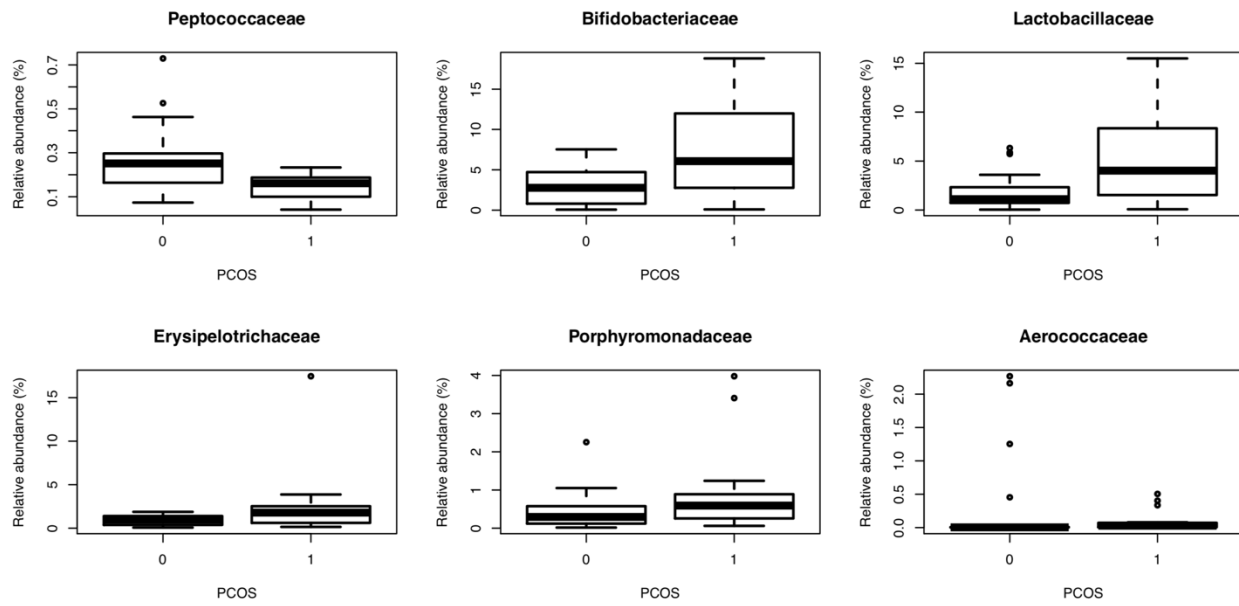 Peptococcaceae
Relative abundance (%)
0.7
0.5
0.3
0.1
0 1
PCOS
Bifidobacteriaceae
Relative abundance (%)
15
10
5
0
0 1
PCOS
Lactobacillaceae
Relative abundance (%)
15
10
5
0
0 1
PCOS
Erysipelotrichaceae
Relative abundance (%)
15
10
5
0
0 1
PCOS
Porphyromonadaceae
Relative abundance (%)
4
3
2
1
0
0 1
PCOS
Aerococcaceae
Relative abundance (%)
2.0
1.5
1.0
0.5
0.0
0 1
PCOS